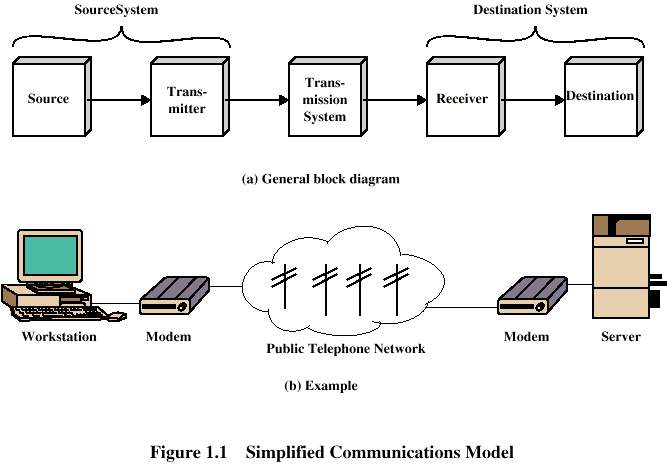 SourceSystem
Destination System
Source
Trans-
mitter
Trans-
mission
System
Receiver
Destination
(a) General block diagram
Workstation
Modem
Public Telephone Network
Modem
Server
(b) Example
Figure 1.1 Simplified Communications Model